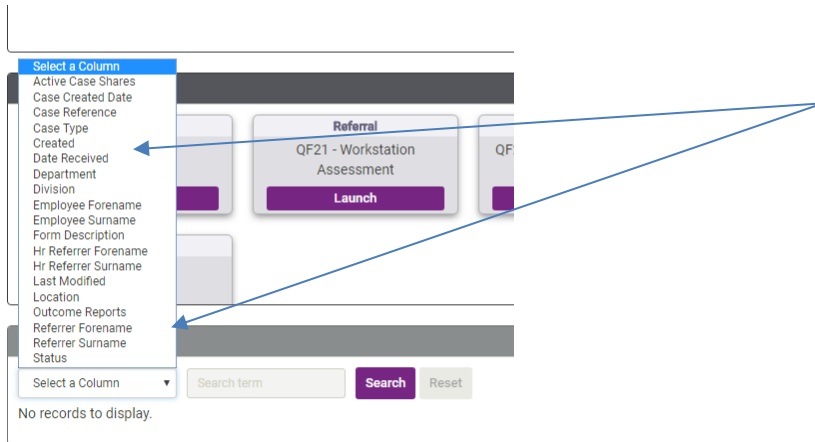 Select a Column
Active Case Shares
Case Created Date
Case Reference
Case Type
Created
Date Received
Department
Division
Employee Forename
Employee Surname
Form Description
Hr Referrer Forename
Hr Referrer Surname
Last Modified
Location
Outcome Reports
Referrer Forename
Referrer Surname
Status
Referral
QF21 - Workstation
Assessment
Launch
QF
Select a Column
Search term
Search
Reset
No records to display.